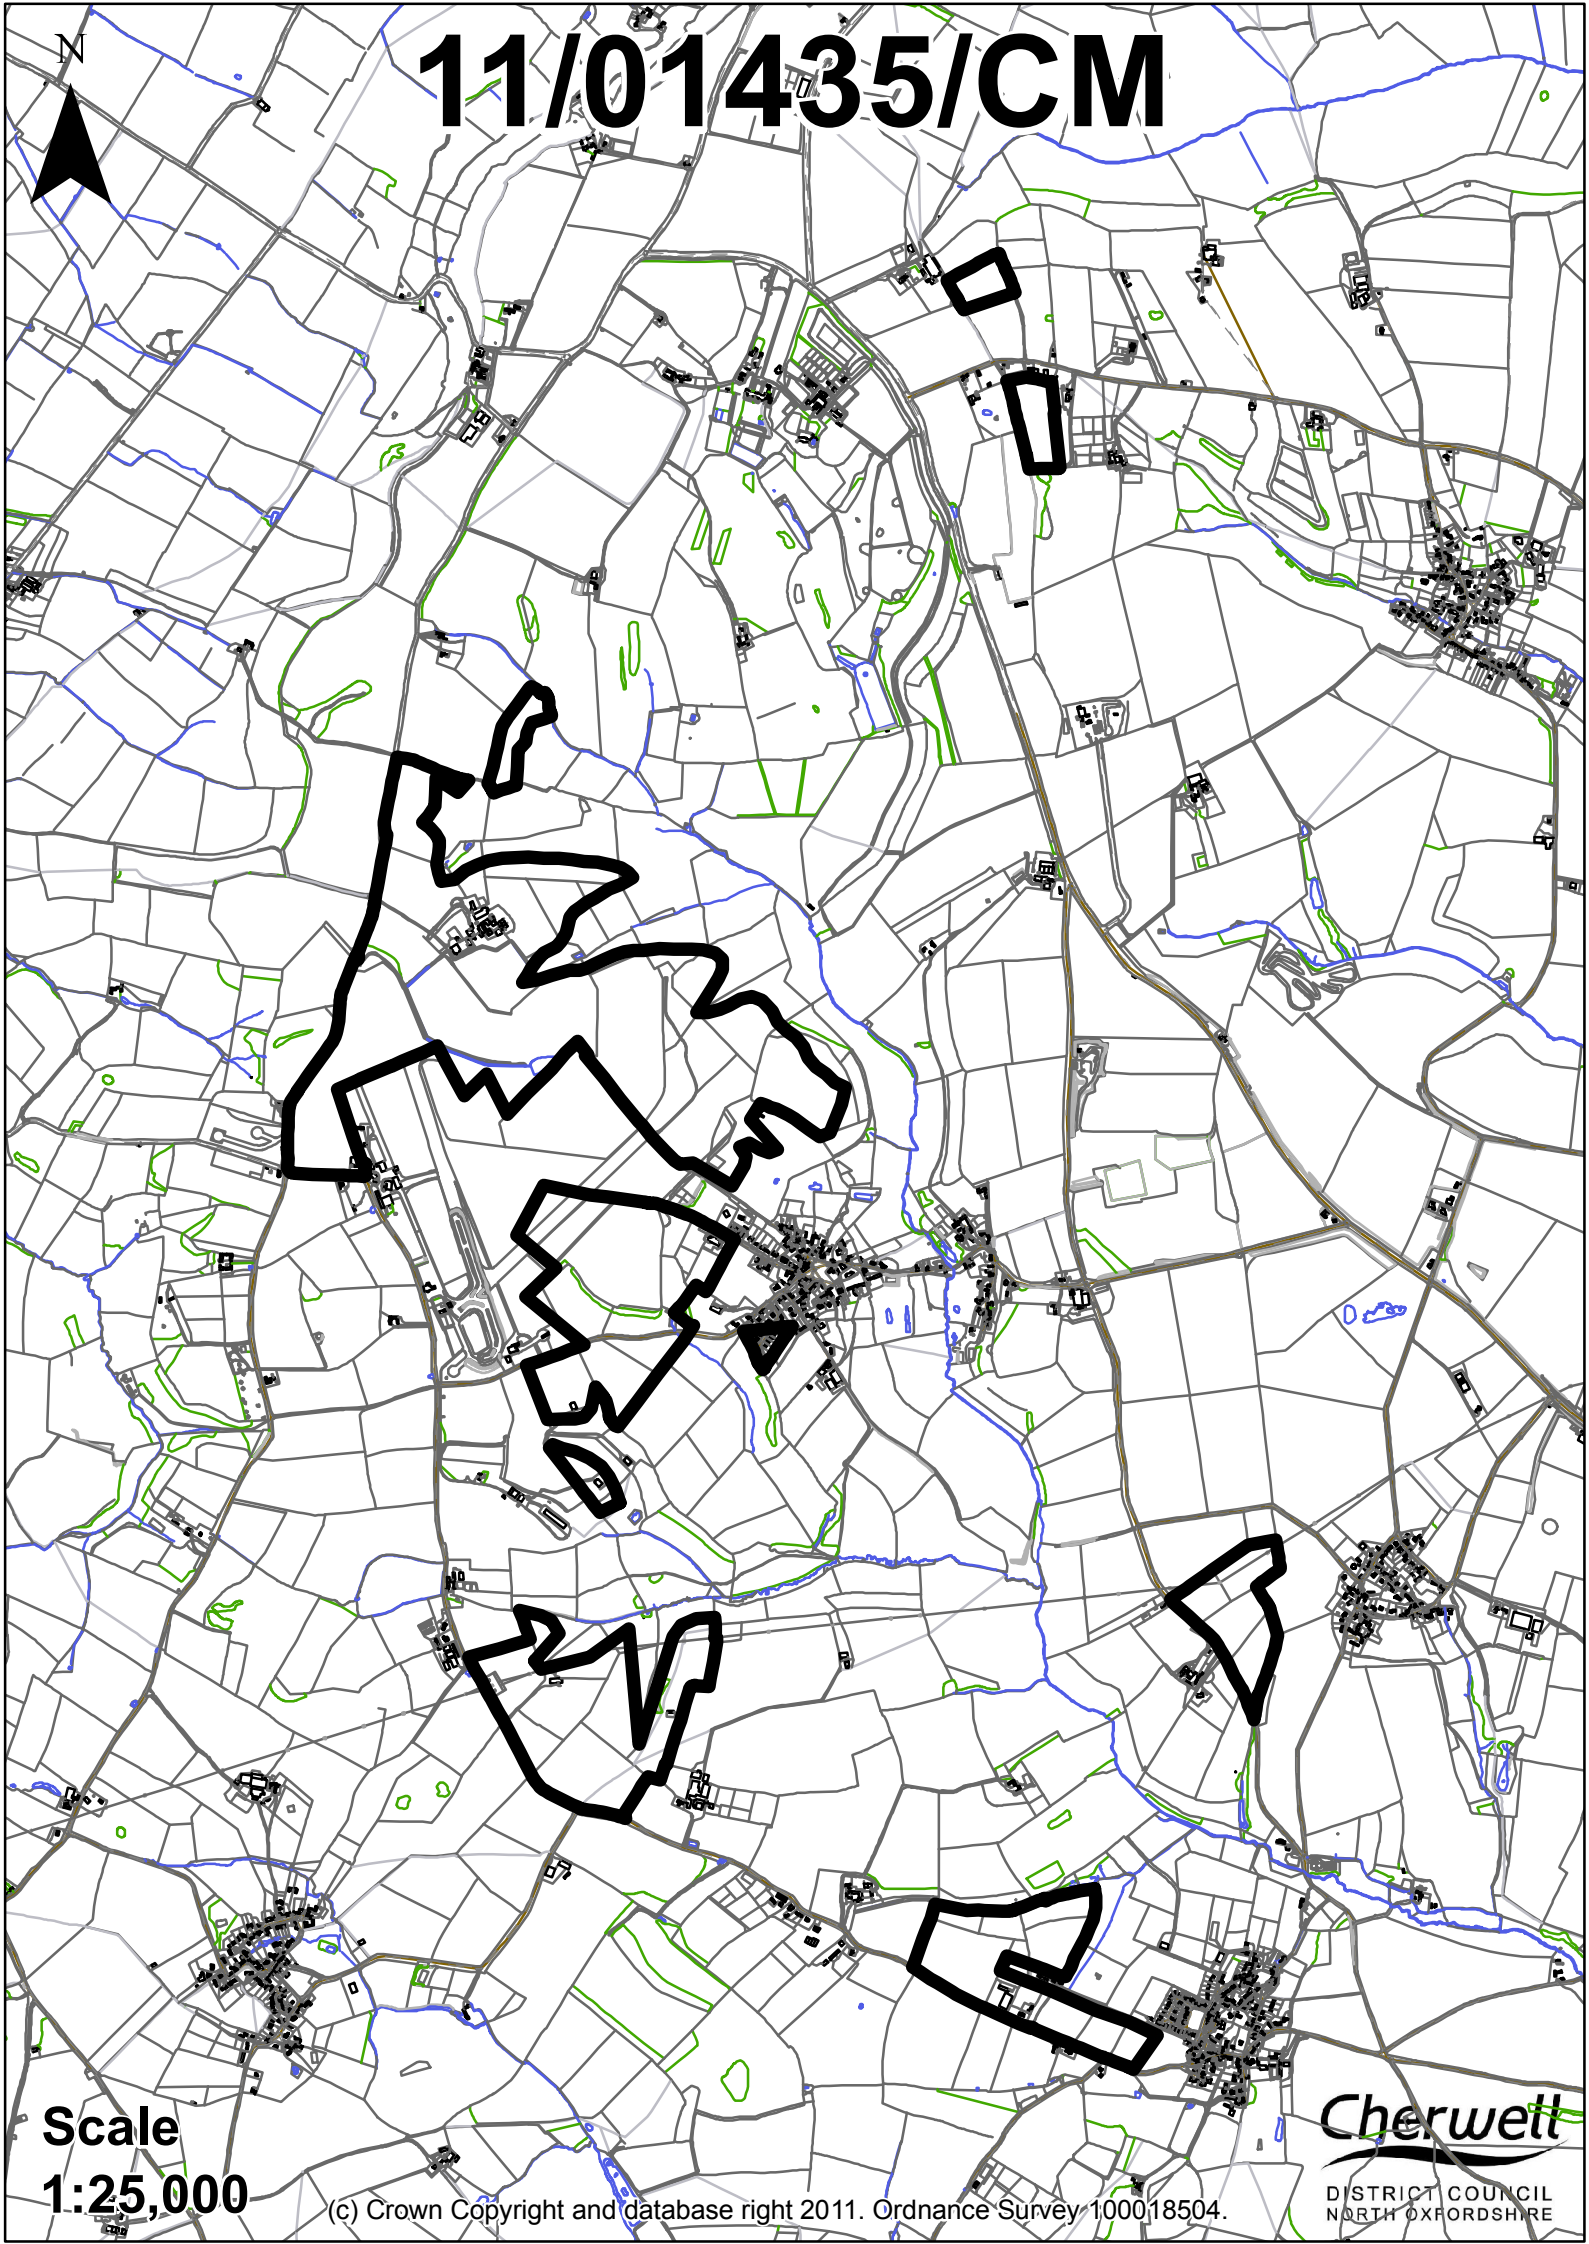 N
11/01435/CM
Scale
1:25,000
(c) Crown Copyright and database right 2011. Ordnance Survey 100018504.
Cherwell
DISTRICT COUNCIL
NORTH OXFORDSHIRE